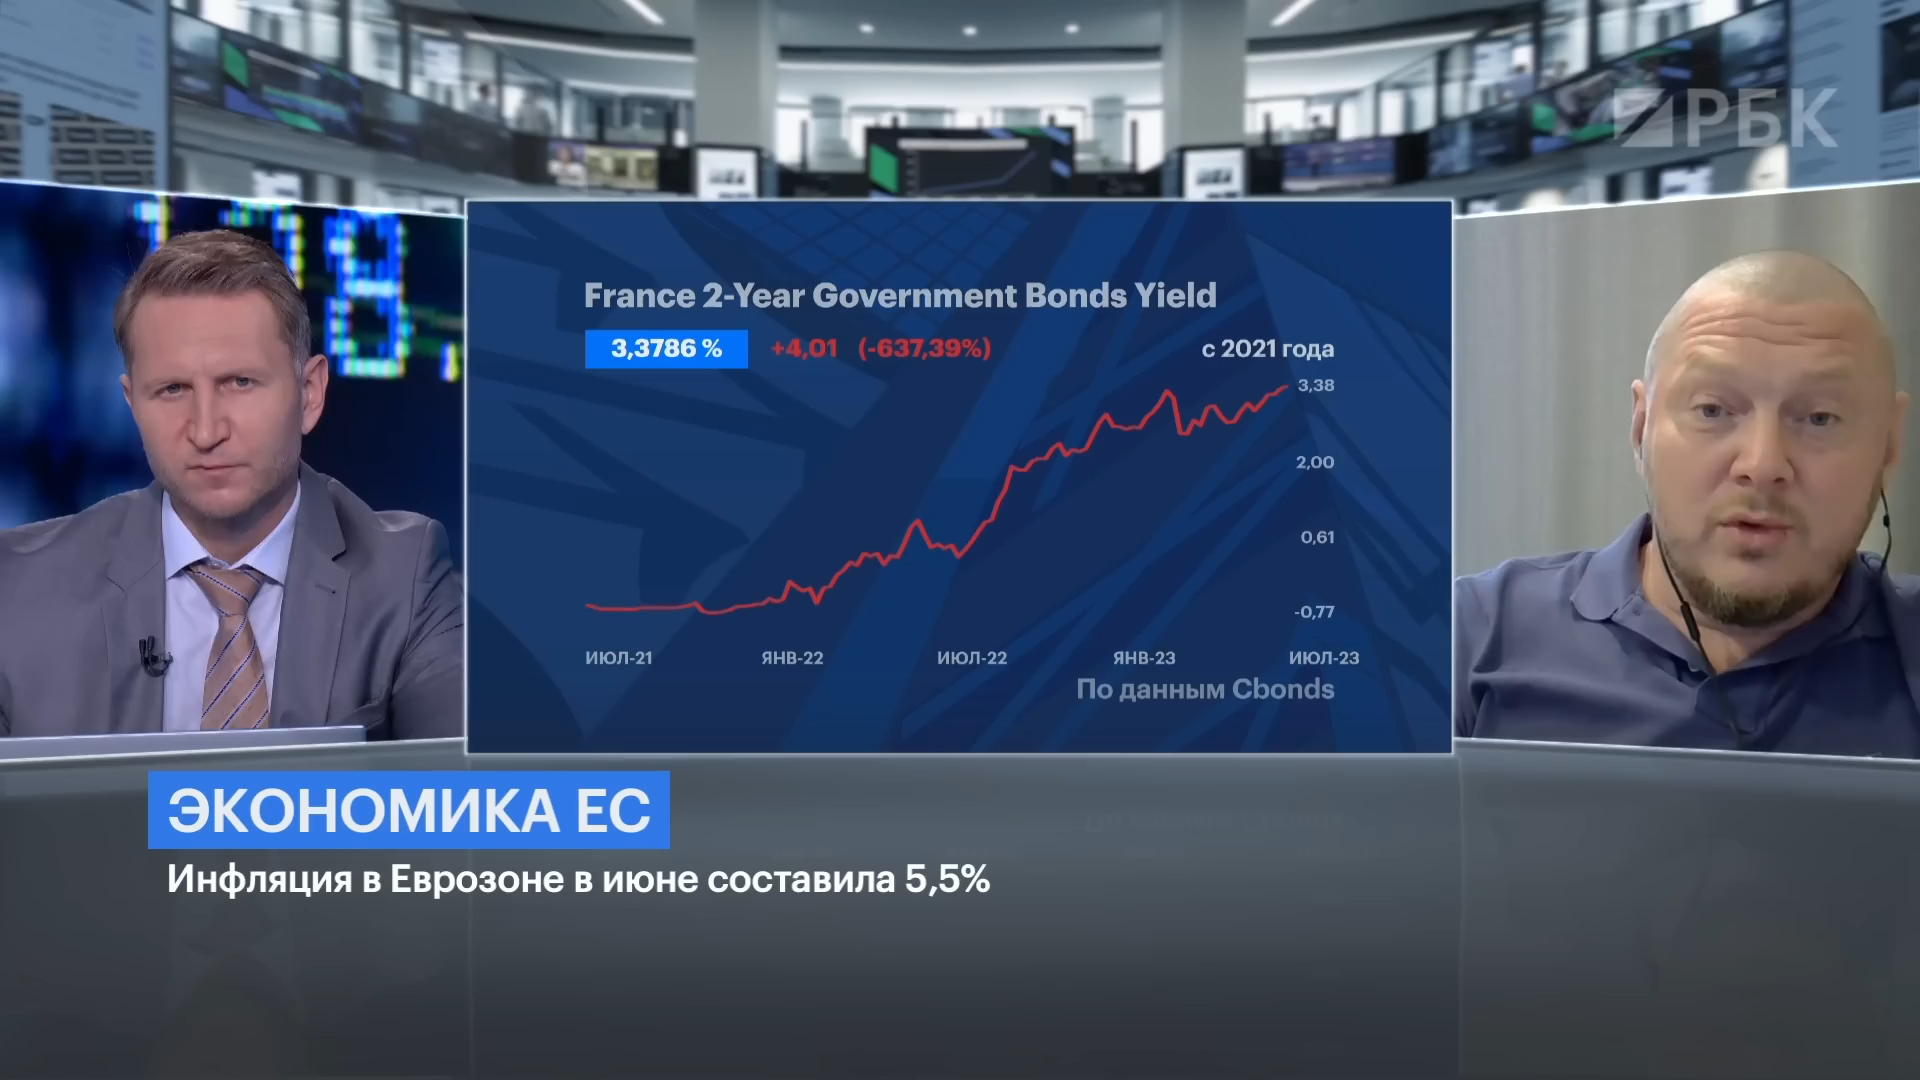 РБК
178
France 2-Year Government Bonds Yield
3,3786 % +4,01 (-637,39%) с 2021 года
3,38
2,00
0,61
-0,77
ИЮЛ-21 ЯНВ-22 ИЮЛ-22 ЯНВ-23 ИЮЛ-23
По данным Cbonds
ЭКОНОМИКА ЕС
Инфляция в Еврозоне в июне составила 5,5%